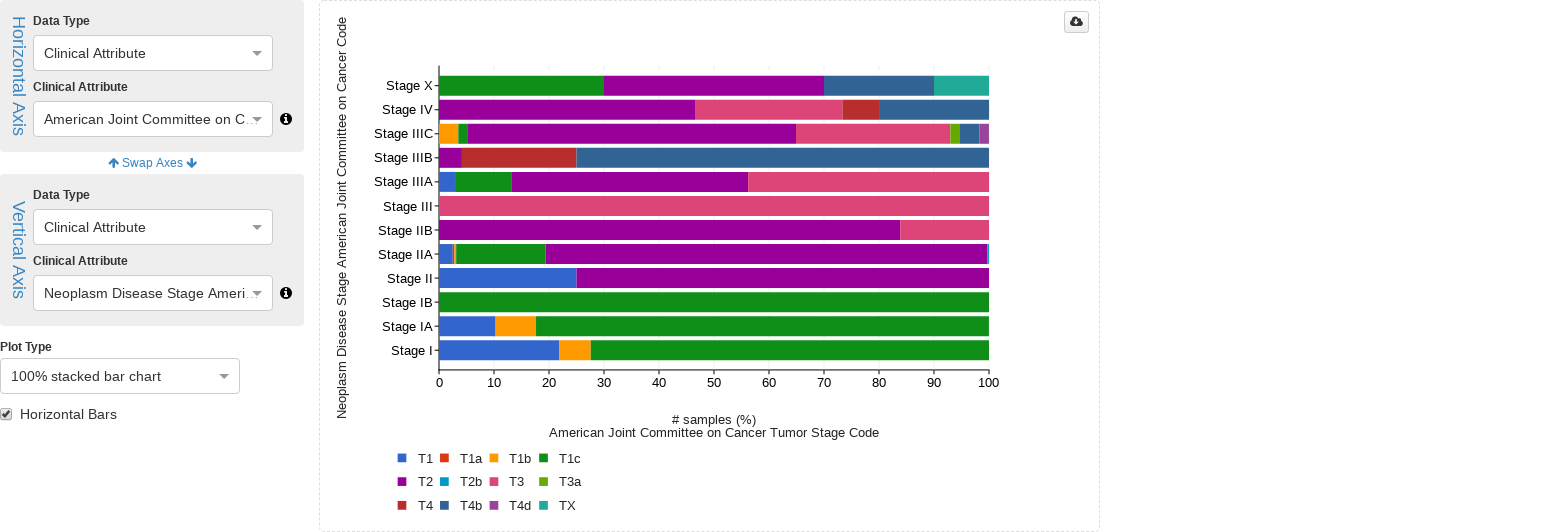 Horizontal Axis
Data Type
Clinical Attribute
Clinical Attribute
American Joint Committee on C...
Swap Axes
Vertical Axis
Data Type
Clinical Attribute
Clinical Attribute
Neoplasm Disease Stage Ameri...
Plot Type
100% stacked bar chart
Horizontal Bars
Neoplasm Disease Stage American Joint Committee on Cancer Code
Stage X
Stage IV
Stage IIIC
Stage IIIB
Stage IIIA
Stage III
Stage IIB
Stage IIA
Stage II
Stage IB
Stage IA
Stage I
0 10 20 30 40 50 60 70 80 90 100
# samples (%)
American Joint Committee on Cancer Tumor Stage Code
T1 T1a T1b T1c
T2 T2b T3 T3a
T4 T4b T4d TX